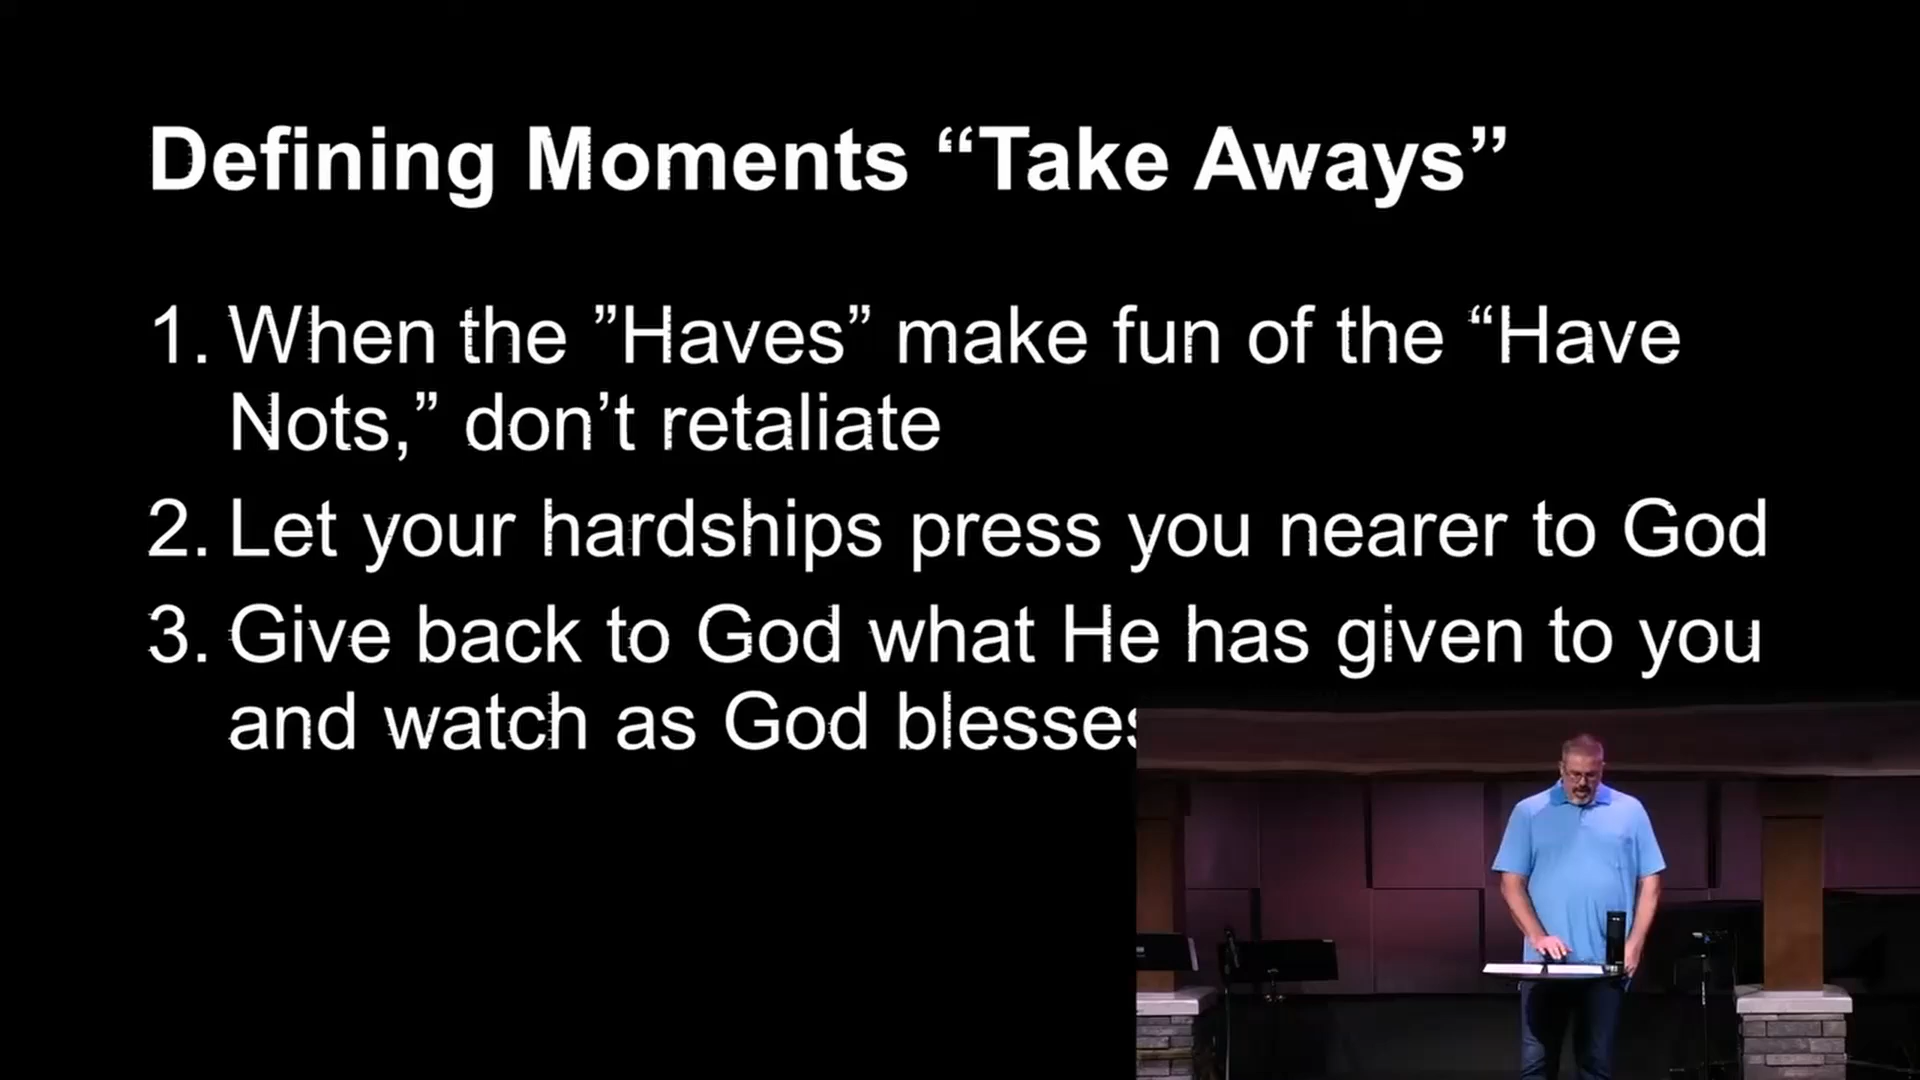 Defining Moments “Take Aways”
1. When the ”Haves” make fun of the “Have
Nots,” don’t retaliate
2. Let your hardships press you nearer to God
3. Give back to God what He has given to you
and watch as God blesses